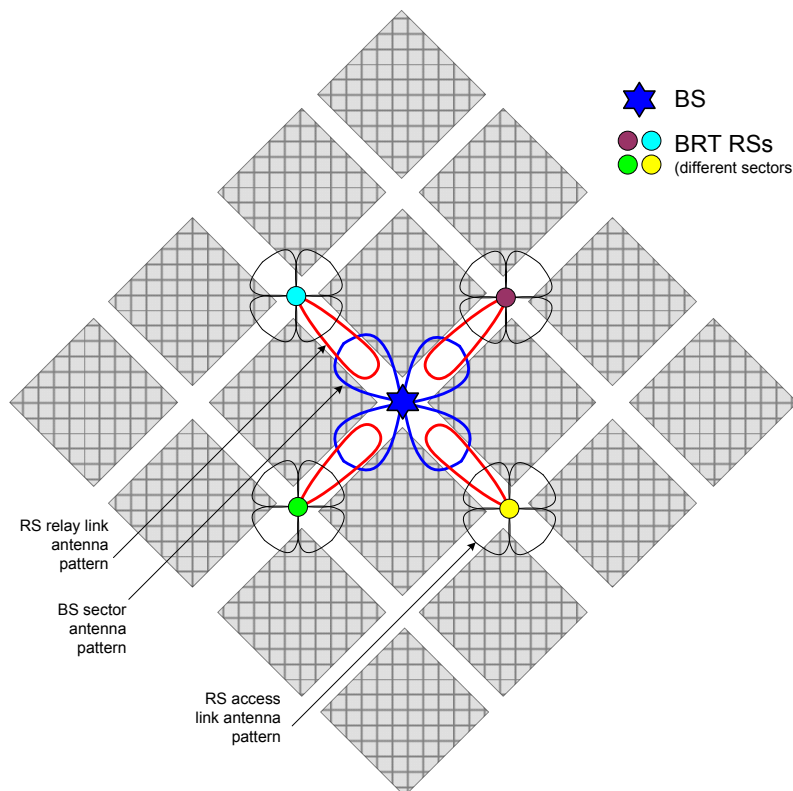 BS
BRT RSs
(different sectors
RS relay link
antenna
pattern
BS sector
antenna
pattern
RS access
link antenna
pattern